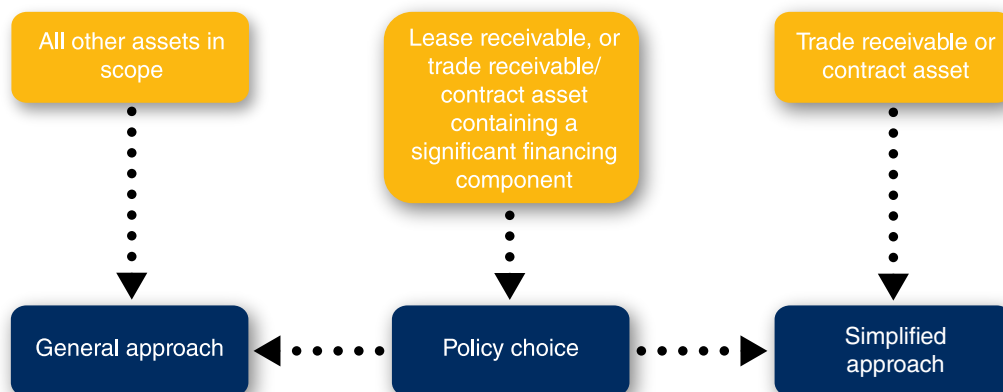 All other assets in
scope
Lease receivable, or
trade receivable/
contract asset
containing a
significant financing
component
Trade receivable or
contract asset
General approach
Policy choice
Simplified
approach